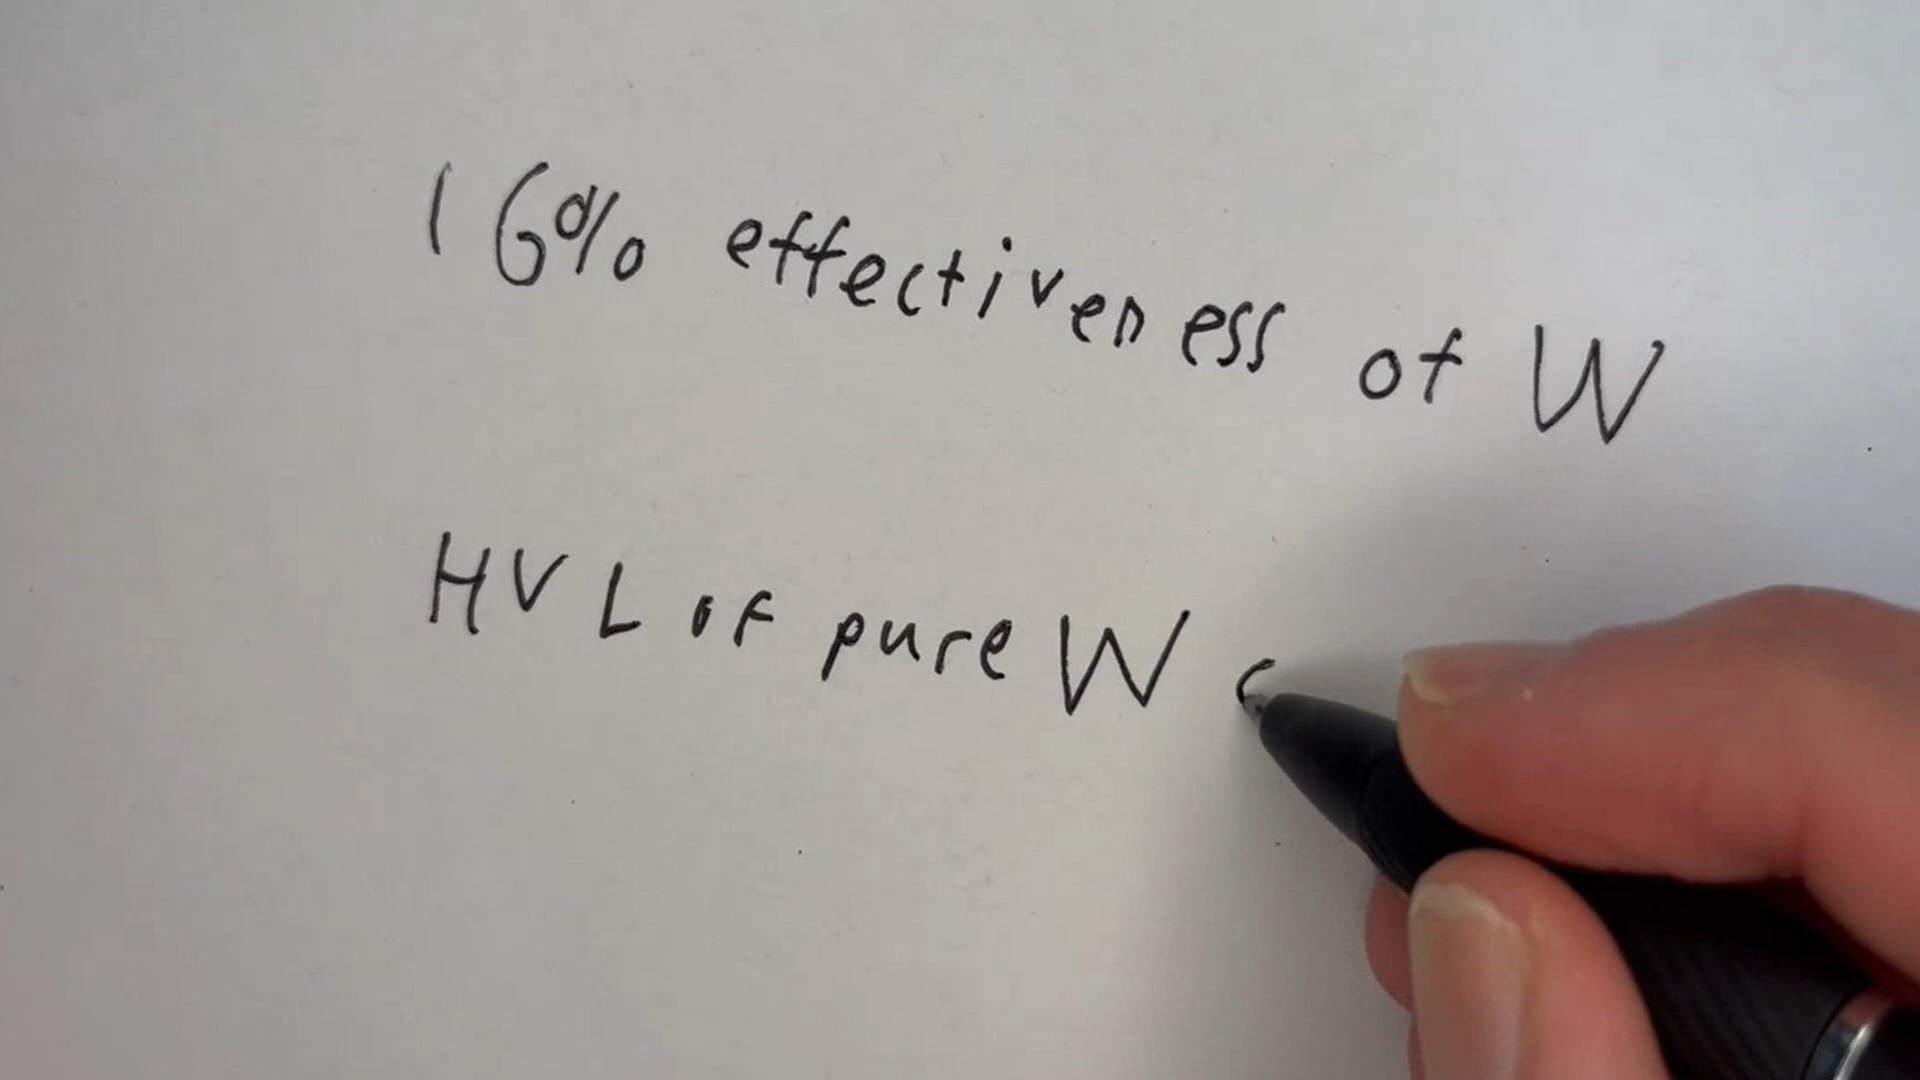 16% effectiveness of W
HVL of pure W